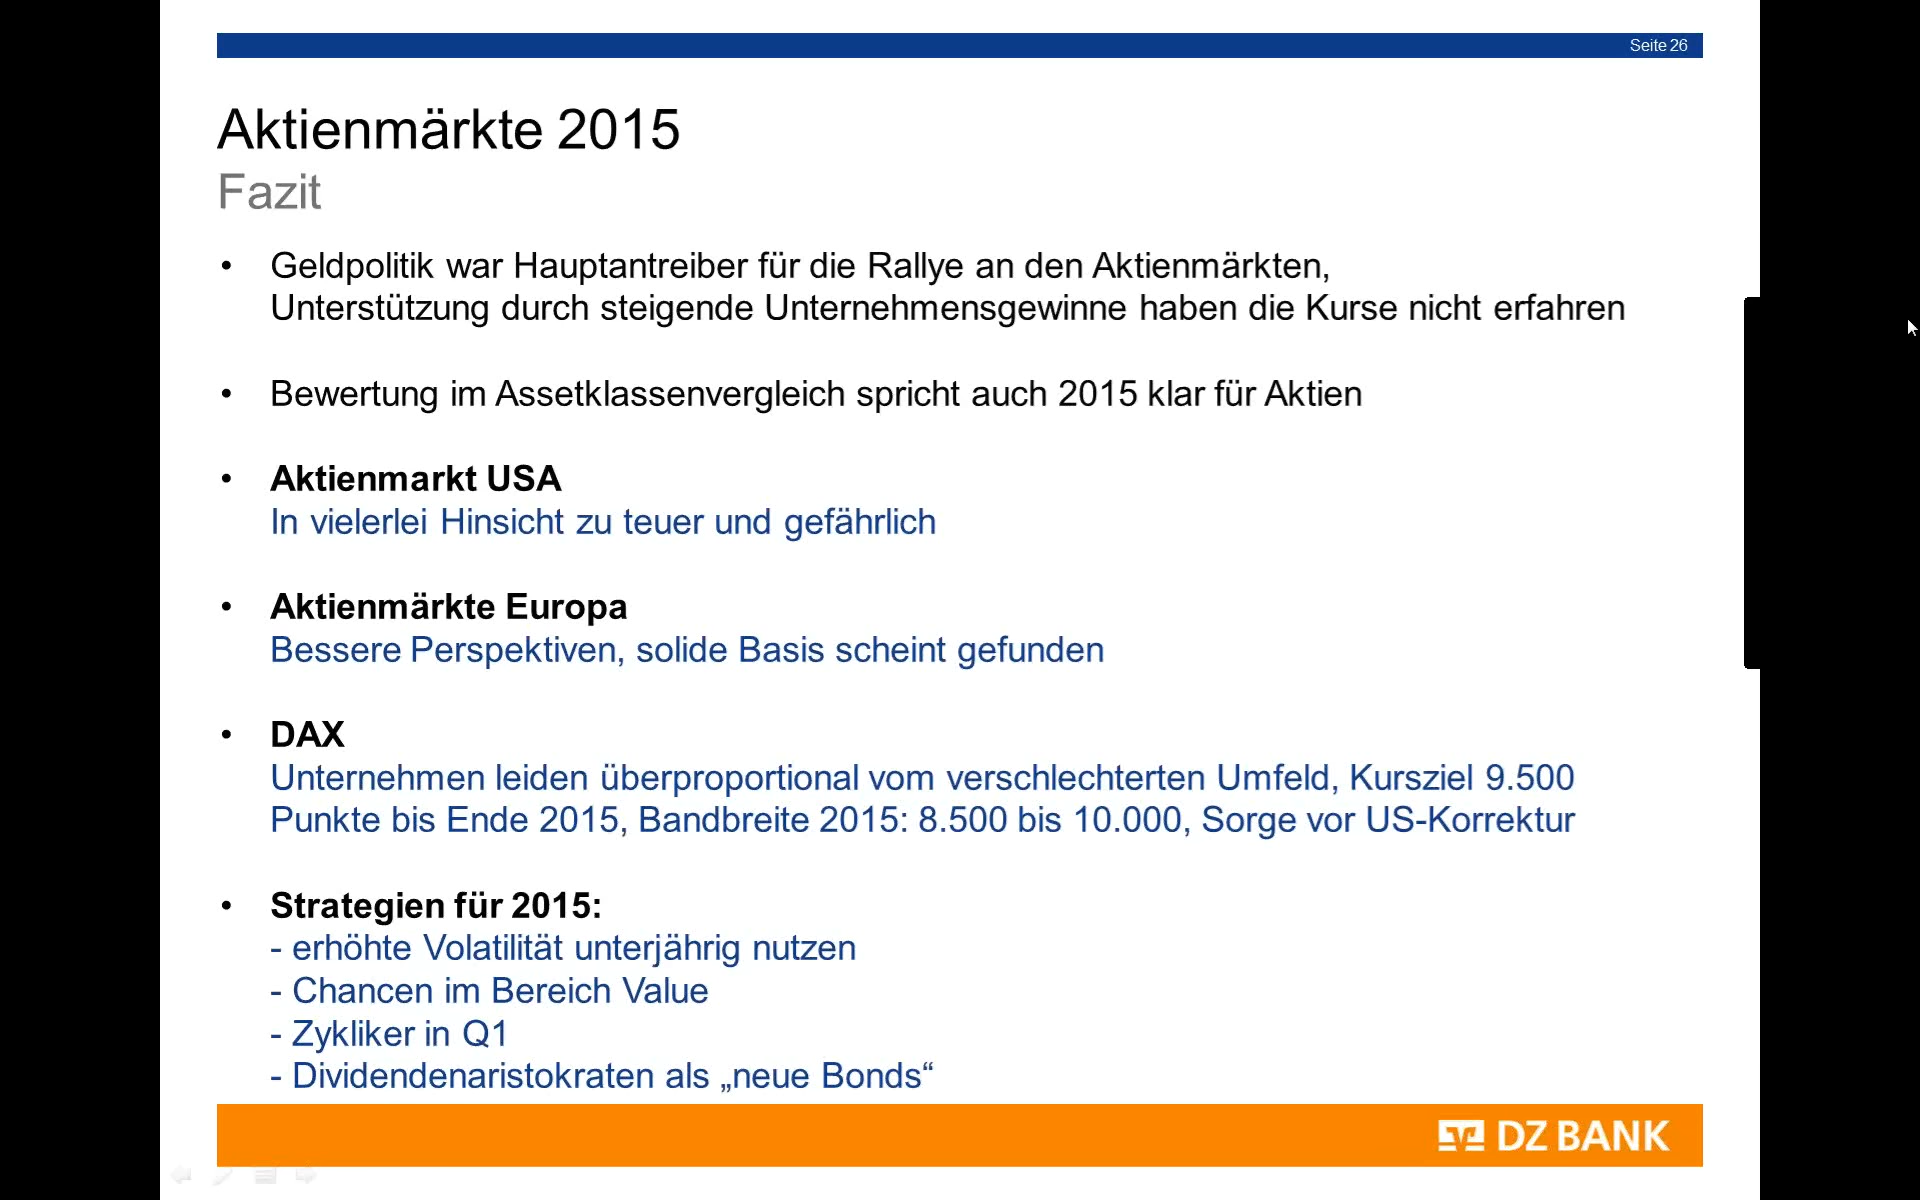 Seite 26
Aktienmärkte 2015
Fazit
• Geldpolitik war Hauptantreiber für die Rallye an den Aktienmärkten,
Unterstützung durch steigende Unternehmensgewinne haben die Kurse nicht erfahren
• Bewertung im Assetklassenvergleich spricht auch 2015 klar für Aktien
• Aktienmarkt USA
In vielerlei Hinsicht zu teuer und gefährlich
• Aktienmärkte Europa
Bessere Perspektiven, solide Basis scheint gefunden
• DAX
Unternehmen leiden überproportional vom verschlechterten Umfeld, Kursziel 9.500
Punkte bis Ende 2015, Bandbreite 2015: 8.500 bis 10.000, Sorge vor US-Korrektur
• Strategien für 2015:
- erhöhte Volatilität unterjährig nutzen
- Chancen im Bereich Value
- Zykliker in Q1
- Dividendenaristokraten als „neue Bonds“
DZ BANK